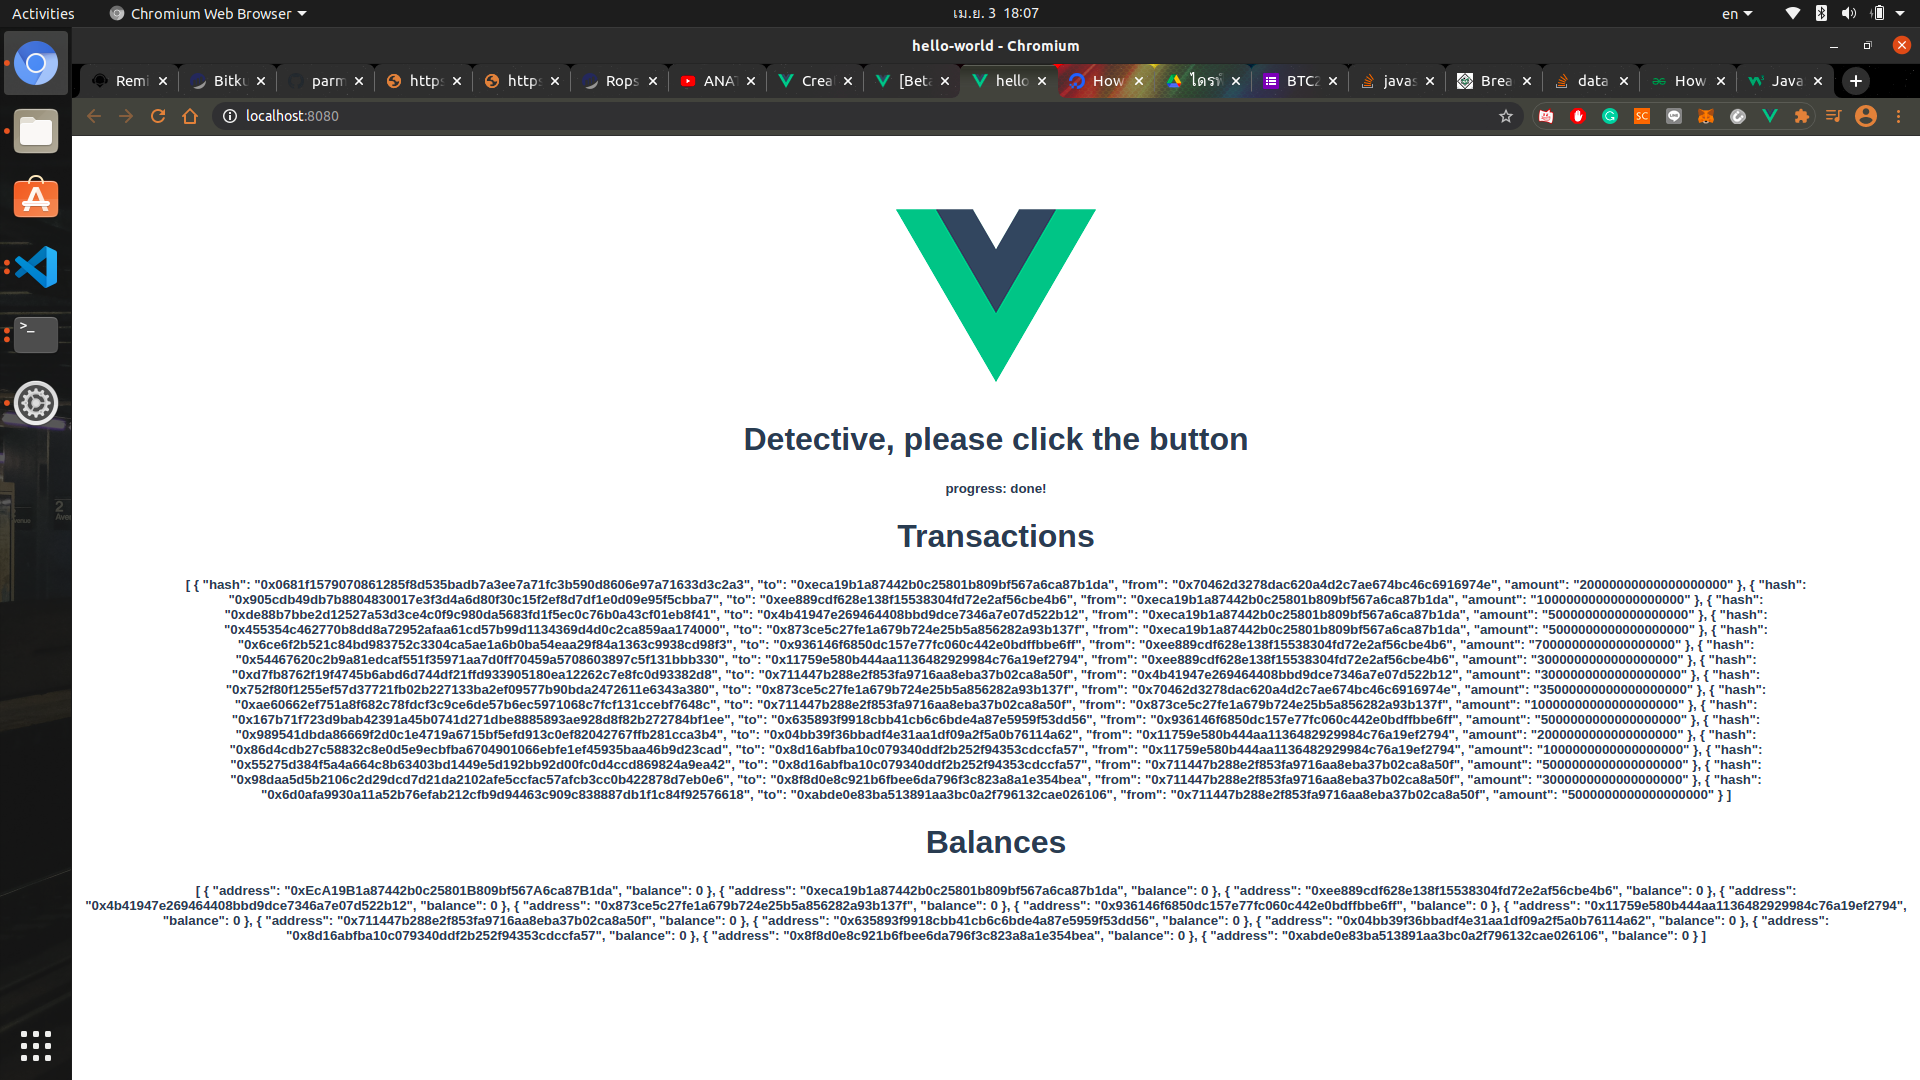 Activities
Chromium Web Browser
เม.ย. 3 18:07
en
hello-world - Chromium
Remi
Bitku
parm
https
https
Rops
ANAT
Creat
[Beta
hello
How
ไดรฟ์
BTC2
javas
Brea
data
How
Java
localhost:8080
SC
Detective, please click the button
progress: done!
Transactions
[ { "hash": "0x0681f1579070861285f8d535badb7a3ee7a71fc3b590d8606e97a71633d3c2a3", "to": "0xeca19b1a87442b0c25801b809bf567a6ca87b1da", "from": "0x70462d3278dac620a4d2c7ae674bc46c6916974e", "amount": "20000000000000000000" }, { "hash":
"0x905cdb49db7b8804830017e3f3d4a6d80f30c15f2ef8d7df1e0d09e95f5cbba7", "to": "0xee889cdf628e138f15538304fd72e2af56cbe4b6", "from": "0xeca19b1a87442b0c25801b809bf567a6ca87b1da", "amount": "10000000000000000000" }, { "hash":
"0xde88b7bbe2d12527a53d3ce4c0f9c980da5683fd1f5ec0c76b0a43cf01eb8f41", "to": "0x4b41947e269464408bbd9dce7346a7e07d522b12", "from": "0xeca19b1a87442b0c25801b809bf567a6ca87b1da", "amount": "5000000000000000000" }, { "hash":
"0x455354c462770b8dd8a72952afaa61cd57b99d1134369d4d0c2ca859aa174000", "to": "0x873ce5c27fe1a679b724e25b5a856282a93b137f", "from": "0xeca19b1a87442b0c25801b809bf567a6ca87b1da", "amount": "5000000000000000000" }, { "hash":
"0x6ce6f2b521c84bd983752c3304ca5ae1a6b0ba54eaa29f84a1363c9938cd98f3", "to": "0x936146f6850dc157e77fc060c442e0bdffbbe6ff", "from": "0xee889cdf628e138f15538304fd72e2af56cbe4b6", "amount": "7000000000000000000" }, { "hash":
"0x54467620c2b9a81edcaf551f35971aa7d0ff70459a5708603897c5f131bbb330", "to": "0x11759e580b444aa1136482929984c76a19ef2794", "from": "0xee889cdf628e138f15538304fd72e2af56cbe4b6", "amount": "3000000000000000000" }, { "hash":
"0xd7fb8762f19f4745b6abd6d744df21ffd933905180ea12262c7e8fc0d93382d8", "to": "0x711447b288e2f853fa9716aa8eba37b02ca8a50f", "from": "0x4b41947e269464408bbd9dce7346a7e07d522b12", "amount": "3000000000000000000" }, { "hash":
"0x752f80f1255ef57d37721fb02b227133ba2ef09577b90bda2472611e6343a380", "to": "0x873ce5c27fe1a679b724e25b5a856282a93b137f", "from": "0x70462d3278dac620a4d2c7ae674bc46c6916974e", "amount": "35000000000000000000" }, { "hash":
"0xae60662ef751a8f682c78fdcf3c9ce6de57b6ec5971068c7fcf131ccebf7648c", "to": "0x711447b288e2f853fa9716aa8eba37b02ca8a50f", "from": "0x873ce5c27fe1a679b724e25b5a856282a93b137f", "amount": "10000000000000000000" }, { "hash":
"0x167b71f723d9bab42391a45b0741d271dbe8885893ae928d8f82b272784bf1ee", "to": "0x635893f9918cbb41cb6c6bde4a87e5959f53dd56", "from": "0x936146f6850dc157e77fc060c442e0bdffbbe6ff", "amount": "5000000000000000000" }, { "hash":
"0x989541dbda86669f2d0c1e4719a6715bf5efd913c0ef82042767ffb281cca3b4", "to": "0x04bb39f36bbadf4e31aa1df09a2f5a0b76114a62", "from": "0x11759e580b444aa1136482929984c76a19ef2794", "amount": "2000000000000000000" }, { "hash":
"0x86d4cdb27c58832c8e0d5e9ecbfba6704901066ebfe1ef45935baa46b9d23cad", "to": "0x8d16abfba10c079340ddf2b252f94353cdccfa57", "from": "0x11759e580b444aa1136482929984c76a19ef2794", "amount": "1000000000000000000" }, { "hash":
"0x55275d384f5a4a664c8b63403bd1449e5d192bb92d00fc0d4ccd869824a9ea42", "to": "0x8d16abfba10c079340ddf2b252f94353cdccfa57", "from": "0x711447b288e2f853fa9716aa8eba37b02ca8a50f", "amount": "5000000000000000000" }, { "hash":
"0x98daa5d5b2106c2d29dcd7d21da2102afe5ccfac57afcb3cc0b422878d7eb0e6", "to": "0x8f8d0e8c921b6fbee6da796f3c823a8a1e354bea", "from": "0x711447b288e2f853fa9716aa8eba37b02ca8a50f", "amount": "3000000000000000000" }, { "hash":
"0x6d0afa9930a11a52b76efab212cfb9d94463c909c838887db1f1c84f92576618", "to": "0xabde0e83ba513891aa3bc0a2f796132cae026106", "from": "0x711447b288e2f853fa9716aa8eba37b02ca8a50f", "amount": "5000000000000000000" } ]
Balances
[ { "address": "0xEcA19B1a87442b0c25801B809bf567A6ca87B1da", "balance": 0 }, { "address": "0xeca19b1a87442b0c25801b809bf567a6ca87b1da", "balance": 0 }, { "address": "0xee889cdf628e138f15538304fd72e2af56cbe4b6", "balance": 0 }, { "address":
"0x4b41947e269464408bbd9dce7346a7e07d522b12", "balance": 0 }, { "address": "0x873ce5c27fe1a679b724e25b5a856282a93b137f", "balance": 0 }, { "address": "0x936146f6850dc157e77fc060c442e0bdffbbe6ff", "balance": 0 }, { "address": "0x11759e580b444aa1136482929984c76a19ef2794",
"balance": 0 }, { "address": "0x711447b288e2f853fa9716aa8eba37b02ca8a50f", "balance": 0 }, { "address": "0x635893f9918cbb41cb6c6bde4a87e5959f53dd56", "balance": 0 }, { "address": "0x04bb39f36bbadf4e31aa1df09a2f5a0b76114a62", "balance": 0 }, { "address":
"0x8d16abfba10c079340ddf2b252f94353cdccfa57", "balance": 0 }, { "address": "0x8f8d0e8c921b6fbee6da796f3c823a8a1e354bea", "balance": 0 }, { "address": "0xabde0e83ba513891aa3bc0a2f796132cae026106", "balance": 0 } ]